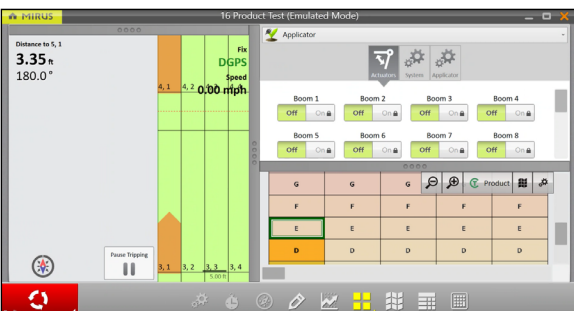 MIRUS
16 Product Test (Emulated Mode)
Distance to 5, 1
3.35 ft
180.0°
Fix
DGPS
Speed
0.00 mph
4, 1
4, 2
3, 1
3, 2
3, 3
3, 4
5.00 ft
Pause Tripping
Applicator
Actuators
System
Applicator
Boom 1
Boom 2
Boom 3
Boom 4
Off On
Off On
Off On
Off On
Boom 5
Boom 6
Boom 7
Boom 8
Off On
Off On
Off On
Off On
Product
G G G
F F F F F
E E E E E
D D D D D